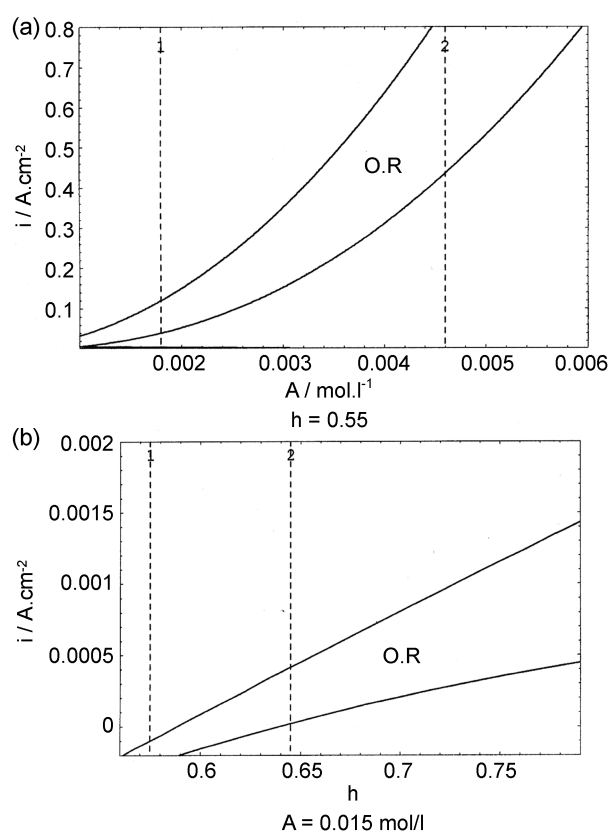 (a)
0.8
1
2
0.7
0.6
0.5
i / A.cm-2
O.R
0.4
0.3
0.2
0.1
0.002 0.003 0.004 0.005 0.006
A / mol.l-1
h = 0.55
(b)
0.002
1
2
0.0015
i / A.cm-2
0.001
0.0005
O.R
0
0.6 0.65 0.7 0.75
h
A = 0.015 mol/l